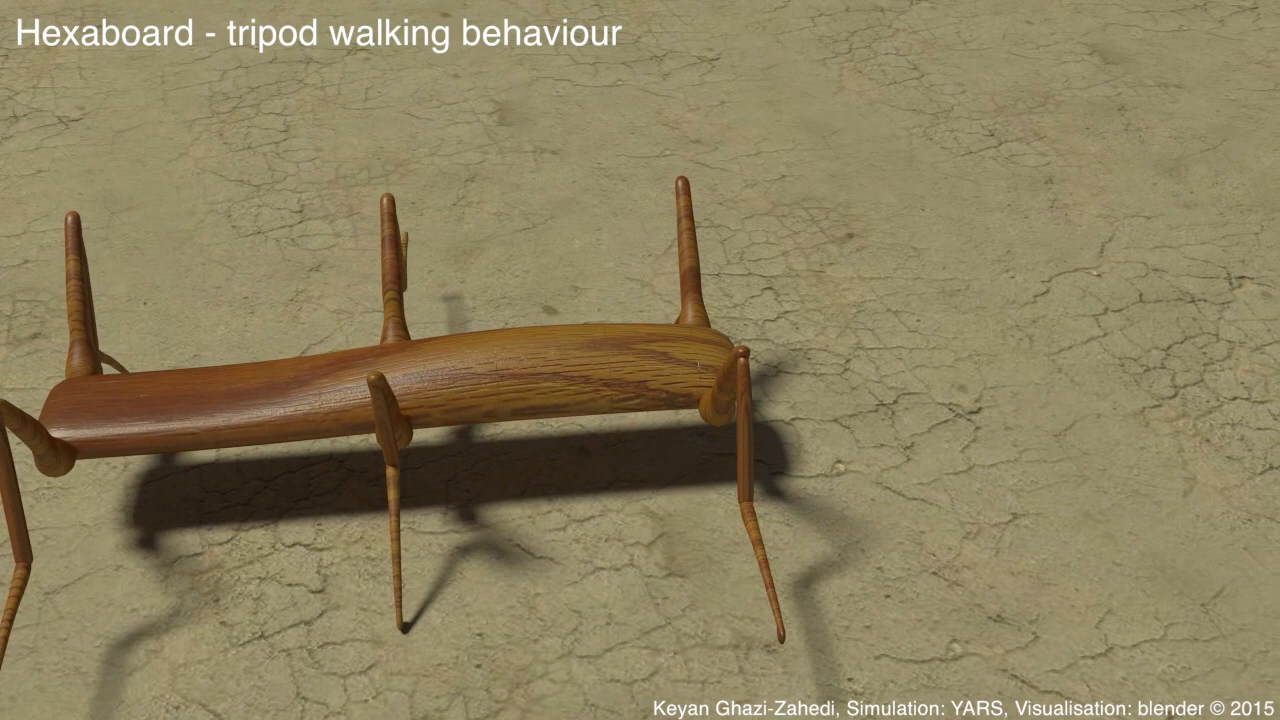 Hexaboard - tripod walking behaviour
Keyan Ghazi-Zahedi, Simulation: YARS, Visualisation: blender © 2015